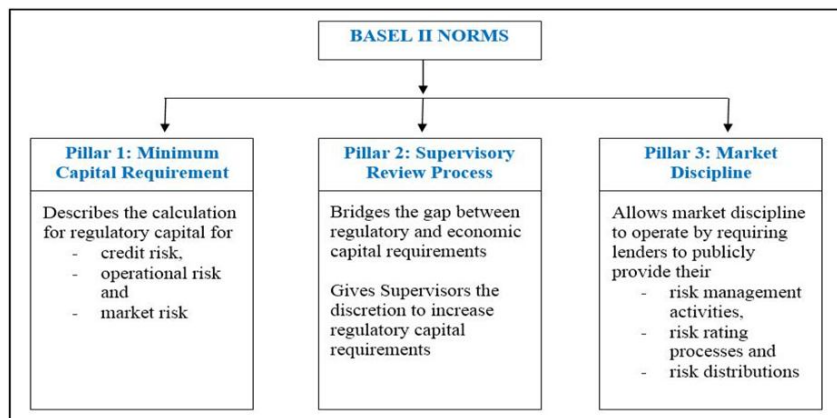 BASEL II NORMS
Pillar 1: Minimum
Capital Requirement
Describes the calculation
for regulatory capital for
- credit risk,
- operational risk
and
- market risk
Pillar 2: Supervisory
Review Process
Bridges the gap between
regulatory and economic
capital requirements
Gives Supervisors the
discretion to increase
regulatory capital
requirements
Pillar 3: Market
Discipline
Allows market discipline
to operate by requiring
lenders to publicly
provide their
- risk management
activities,
- risk rating
processes and
- risk distributions